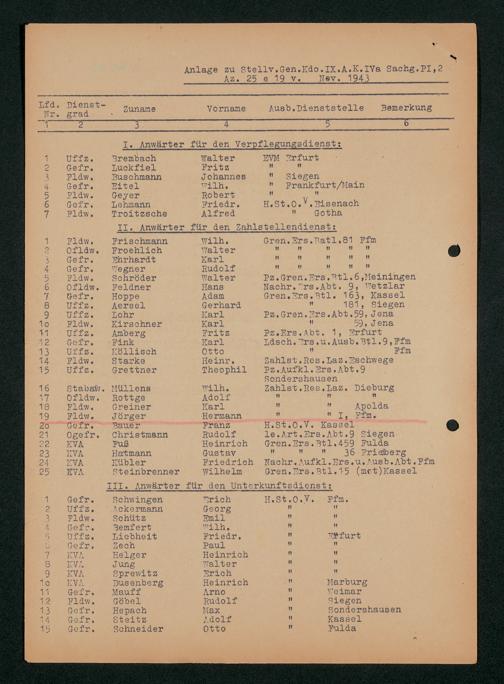 Anlage zu Stellv.Gen.Kdo.IX.A.K.IVa Sachg.PI,2
Az. 25 e 19 v. Nov. 1943
Lfd. Dienst- Zuname Vorname Ausb.Dienststelle Bemerkung
Nr. grad
1 2 3 4 5 6
I. Anwärter für den Verpflegungsdienst:
1 Uffz. Brembach Walter EVM Erfurt
2 Gefr. Luckfiel Fritz " "
3 Fldw. Buschmann Johannes " Siegen
4 Gefr. Eitel Wilh. " Frankfurt/Main
5 Fldw. Geyer Robert " "
6 Gefr. Lehmann Friedr. H.St.O.V.Eisenach
7 Fldw. Troitzsche Alfred " Gotha
II. Anwärter für den Zahlstellendienst:
1 Fldw. Frischmann Wilh. Gren.Ers.Batl.81 Ffm
2 Ofldw. Froehlich Walter " " " "
3 Gefr. Ehrhardt Karl " " " "
4 Gefr. Wegner Rudolf " " " "
5 Fldw. Schröder Walter Pz.Gren.Ers.Btl.6,Meiningen
6 Ofldw. Feldner Hans Nachr.Ers.Abt. 9, Wetzlar
7 Gefr. Hoppe Adam Gren.Ers.Btl. 163, Kassel
8 Uffz. Aersel Gerhard " 181, Siegen
9 Uffz. Lohr Karl Pz.Gren.Ers.Abt.59, Jena
1o Fldw. Kirschner Karl " 59, Jena
11 Uffz. Amberg Fritz Pz.Ers.Abt. 1, Erfurt
12 Gefr. Fink Karl Ldsch.Ers.u.Ausb.Btl.9,Ffm
13 Uffz. Köllisch Otto " Ffm
14 Fldw. Starke Heinr. Zahlst.Res.Laz.Eschwege
15 Uffz. Grettner Theophil Pz.Aufkl.Ers.Abt.9
Sondershausen
16 Stabsw. Müllens Wilh. Zahlst.Res.Laz. Dieburg
17 Ofldw. Rottge Adolf " " "
18 Fldw. Greiner Karl " " Apolda
19 Fldw. Jörger Hermann " " I, Ffm.
2o Gefr. Bauer Franz H.St.O.V. Kassel
21 Ogefr. Christmann Rudolf le.Art.Ers.Abt.9 Siegen
22 KVA Fuß Heinrich Gren.Ers.Btl.459 Fulda
23 KVA Hatmann Gustav " " " 36 Friedberg
24 KVA Kübler Friedrich Nachr.Aufkl.Ers.u.Ausb.Abt.Ffm
25 KVA Steinbrenner Wilhelm Gren.Ers.Btl.15 (mrt)Kassel
III. Anwärter für den Unterkunftsdienst:
1 Gefr. Schwingen Erich H.St.O.V. Ffm.
2 Uffz. Ackermann Georg " "
3 Fldw. Schütz Emil " "
4 Gefr. Bemfert Wilh. " "
5 Uffz. Liebheit Friedr. " Erfurt
6 Gefr. Zech Paul " "
7 KVA Helger Heinrich " "
8 KVA Jung Walter " "
9 KVA Sprewitz Erich " "
1o KVA Dusenberg Heinrich " Marburg
11 Gefr. Mauff Arno " Weimar
12 Fldw. Göbel Rudolf " Siegen
13 Gefr. Hepach Max " Sondershausen
14 Gefr. Steitz Adolf " Kassel
15 Gefr. Schneider Otto " Fulda